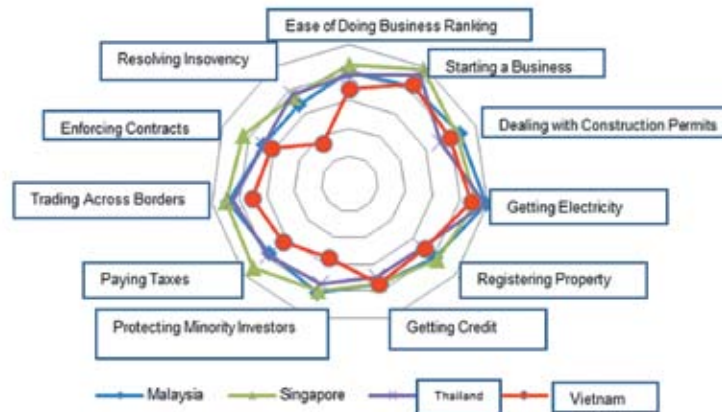 Ease of Doing Business Ranking
Resolving Insovency
Starting a Business
Enforcing Contracts
Dealing with Construction Permits
Trading Across Borders
Getting Electricity
Paying Taxes
Registering Property
Protecting Minority Investors
Getting Credit
Malaysia
Singapore
Thailand
Vietnam